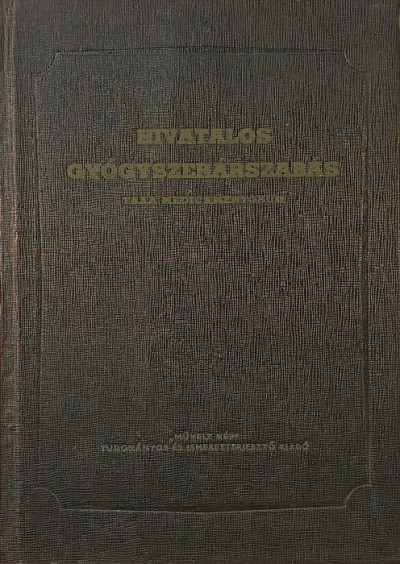 HIVATALOS
GYÓGYSZERÁRSZABÁS
TAXA MEDICAMENTORUM
„MŰVELT NÉP"
TUDOMÁNYOS ÉS ISMERETTERJESZTŐ KIADÓ